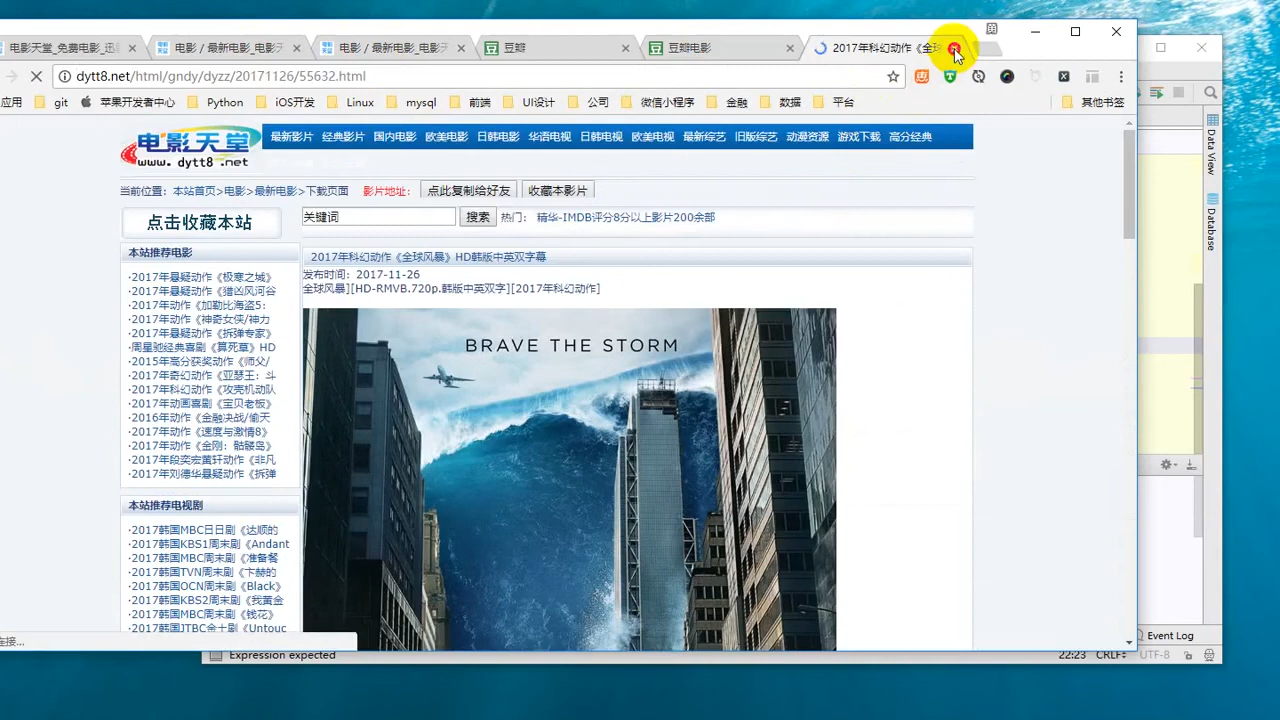 电影天堂_免费电影_迅
电影 / 最新电影_电影天
电影 / 最新电影_电影天
豆瓣
豆瓣电影
2017年科幻动作《全球
dytt8.net/html/gndy/dyzz/20171126/55632.html
应用 git 苹果开发者中心 Python iOS开发 Linux mysql 前端 UI设计 公司 微信小程序 金融 数据 平台 其他书签
电影天堂
www.dytt8.net
最新影片 经典影片 国内电影 欧美电影 日韩电影 华语电视 日韩电视 欧美电视 最新综艺 旧版综艺 动漫资源 游戏下载 高分经典
当前位置: 本站首页>电影>最新电影>下载页面 影片地址: 点此复制给好友 收藏本影片
点击收藏本站
关键词 搜索 热门: 精华-IMDB评分8分以上影片200余部
本站推荐电影
·2017年悬疑动作《极寒之城》
·2017年悬疑动作《猎凶风河谷
·2017年动作《加勒比海盗5:
·2017年动作《神奇女侠/神力
·2017年悬疑动作《拆弹专家》
·周星驰经典喜剧《算死草》HD
·2015年高分获奖动作《师父/
·2017年奇幻动作《亚瑟王: 斗
·2017年科幻动作《攻壳机动队
·2017年动画喜剧《宝贝老板》
·2016年动作《金融决战/偷天
·2017年动作《速度与激情8》
·2017年动作《金刚: 骷髅岛》
·2017年段奕宏董轩动作《非凡
·2017年刘德华悬疑动作《拆弹
本站推荐电视剧
·2017韩国MBC日日剧《达顺的
·2017韩国KBS1周末剧《Andant
·2017韩国MBC周末剧《准备餐
·2017韩国TVN周末剧《卞赫的
·2017韩国OCN周末剧《Black》
·2017韩国KBS2周末剧《我黄金
·2017韩国MBC周末剧《钱花》
·2017韩国JTBC金土剧《Untouc
2017年科幻动作《全球风暴》HD韩版中英双字幕
发布时间: 2017-11-26
全球风暴][HD-RMVB.720p.韩版中英双字][2017年科幻动作]
BRAVE THE STORM
连接...
Data View
Database
Event Log
Expression expected
22:23 CRLF÷ UTF-8